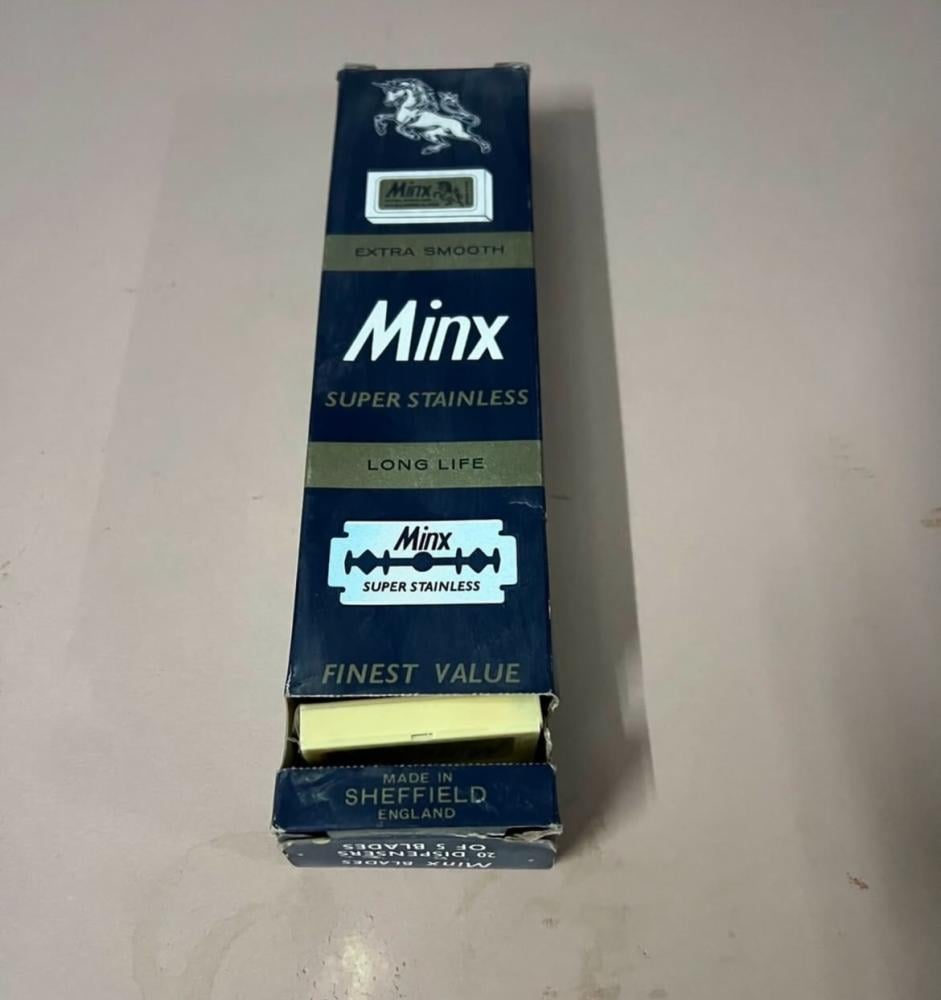 Minx
EXTRA SMOOTH
Minx
SUPER STAINLESS
LONG LIFE
Minx
SUPER STAINLESS
FINEST VALUE
MADE IN
SHEFFIELD
ENGLAND
Minx BLADES
20 DISPENSERS
OF 5 BLADES